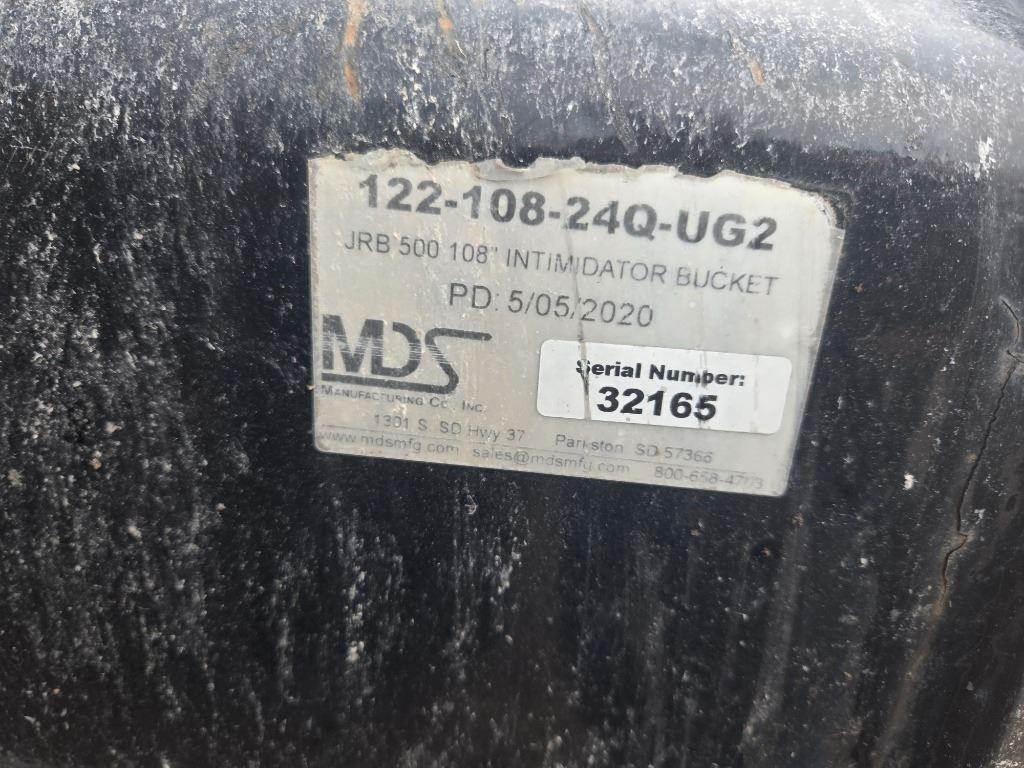 122-108-24Q-UG2
JRB 500 108" INTIMIDATOR BUCKET
PD: 5/05/2020
MDS
MANUFACTURING CO., INC.
Serial Number:
32165
1301 S. SD Hwy 37 Parkston SD 57366
www.mdsmfg.com sales@mdsmfg.com